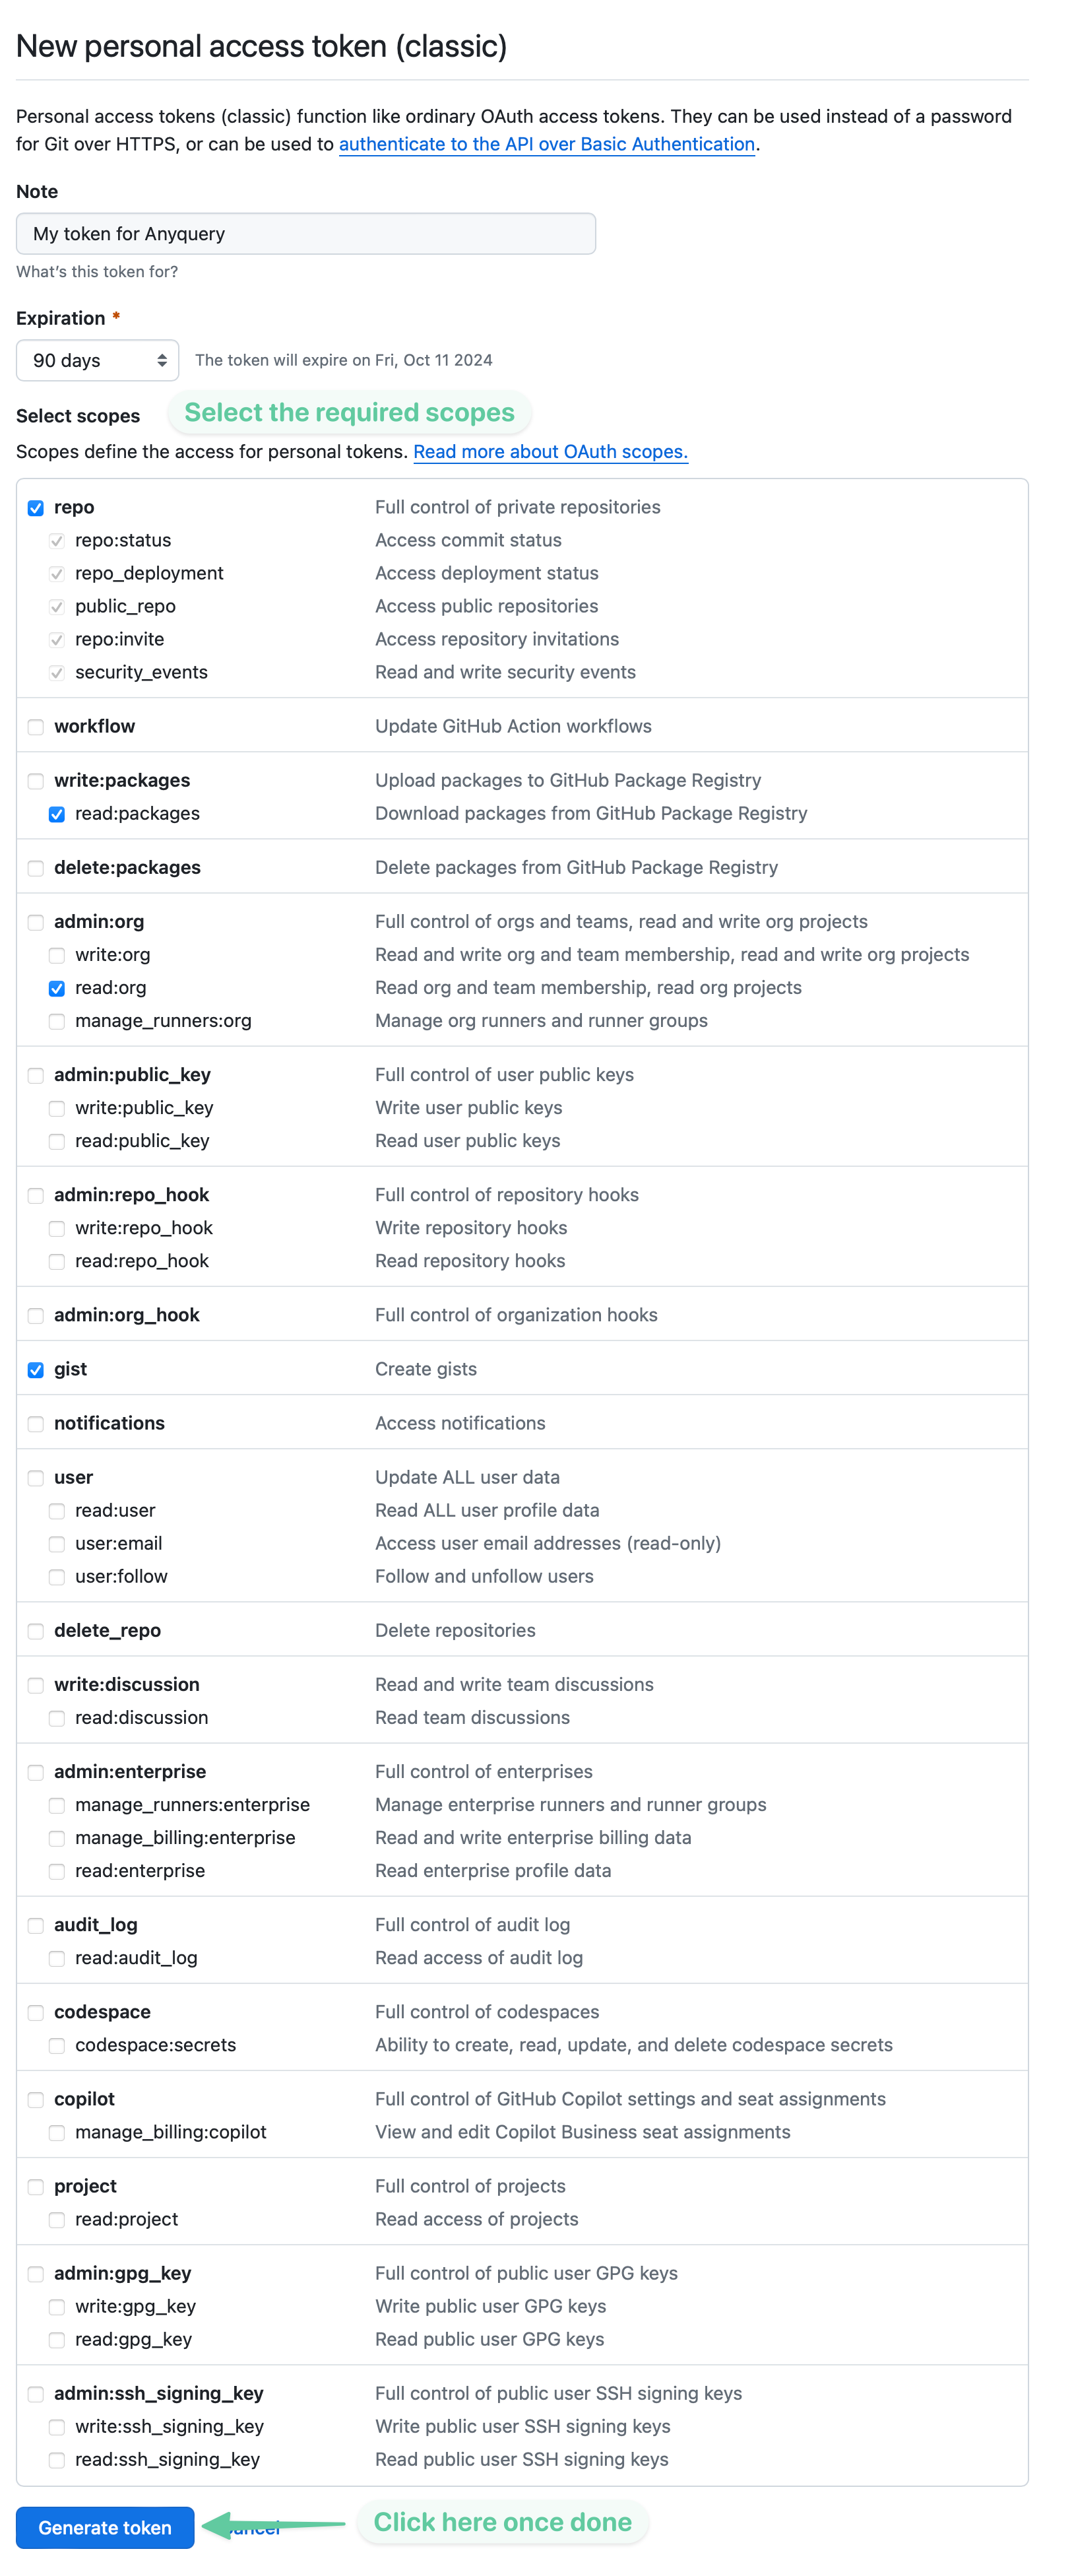 New personal access token (classic)
Personal access tokens (classic) function like ordinary OAuth access tokens. They can be used instead of a password
for Git over HTTPS, or can be used to authenticate to the API over Basic Authentication.
Note
My token for Anyquery
What's this token for?
Expiration *
90 days The token will expire on Fri, Oct 11 2024
Select scopes Select the required scopes
Scopes define the access for personal tokens. Read more about OAuth scopes.
repo Full control of private repositories
repo:status Access commit status
repo_deployment Access deployment status
public_repo Access public repositories
repo:invite Access repository invitations
security_events Read and write security events
workflow Update GitHub Action workflows
write:packages Upload packages to GitHub Package Registry
read:packages Download packages from GitHub Package Registry
delete:packages Delete packages from GitHub Package Registry
admin:org Full control of orgs and teams, read and write org projects
write:org Read and write org and team membership, read and write org projects
read:org Read org and team membership, read org projects
manage_runners:org Manage org runners and runner groups
admin:public_key Full control of user public keys
write:public_key Write user public keys
read:public_key Read user public keys
admin:repo_hook Full control of repository hooks
write:repo_hook Write repository hooks
read:repo_hook Read repository hooks
admin:org_hook Full control of organization hooks
gist Create gists
notifications Access notifications
user Update ALL user data
read:user Read ALL user profile data
user:email Access user email addresses (read-only)
user:follow Follow and unfollow users
delete_repo Delete repositories
write:discussion Read and write team discussions
read:discussion Read team discussions
admin:enterprise Full control of enterprises
manage_runners:enterprise Manage enterprise runners and runner groups
manage_billing:enterprise Read and write enterprise billing data
read:enterprise Read enterprise profile data
audit_log Full control of audit log
read:audit_log Read access of audit log
codespace Full control of codespaces
codespace:secrets Ability to create, read, update, and delete codespace secrets
copilot Full control of GitHub Copilot settings and seat assignments
manage_billing:copilot View and edit Copilot Business seat assignments
project Full control of projects
read:project Read access of projects
admin:gpg_key Full control of public user GPG keys
write:gpg_key Write public user GPG keys
read:gpg_key Read public user GPG keys
admin:ssh_signing_key Full control of public user SSH signing keys
write:ssh_signing_key Write public user SSH signing keys
read:ssh_signing_key Read public user SSH signing keys
Generate token Click here once done